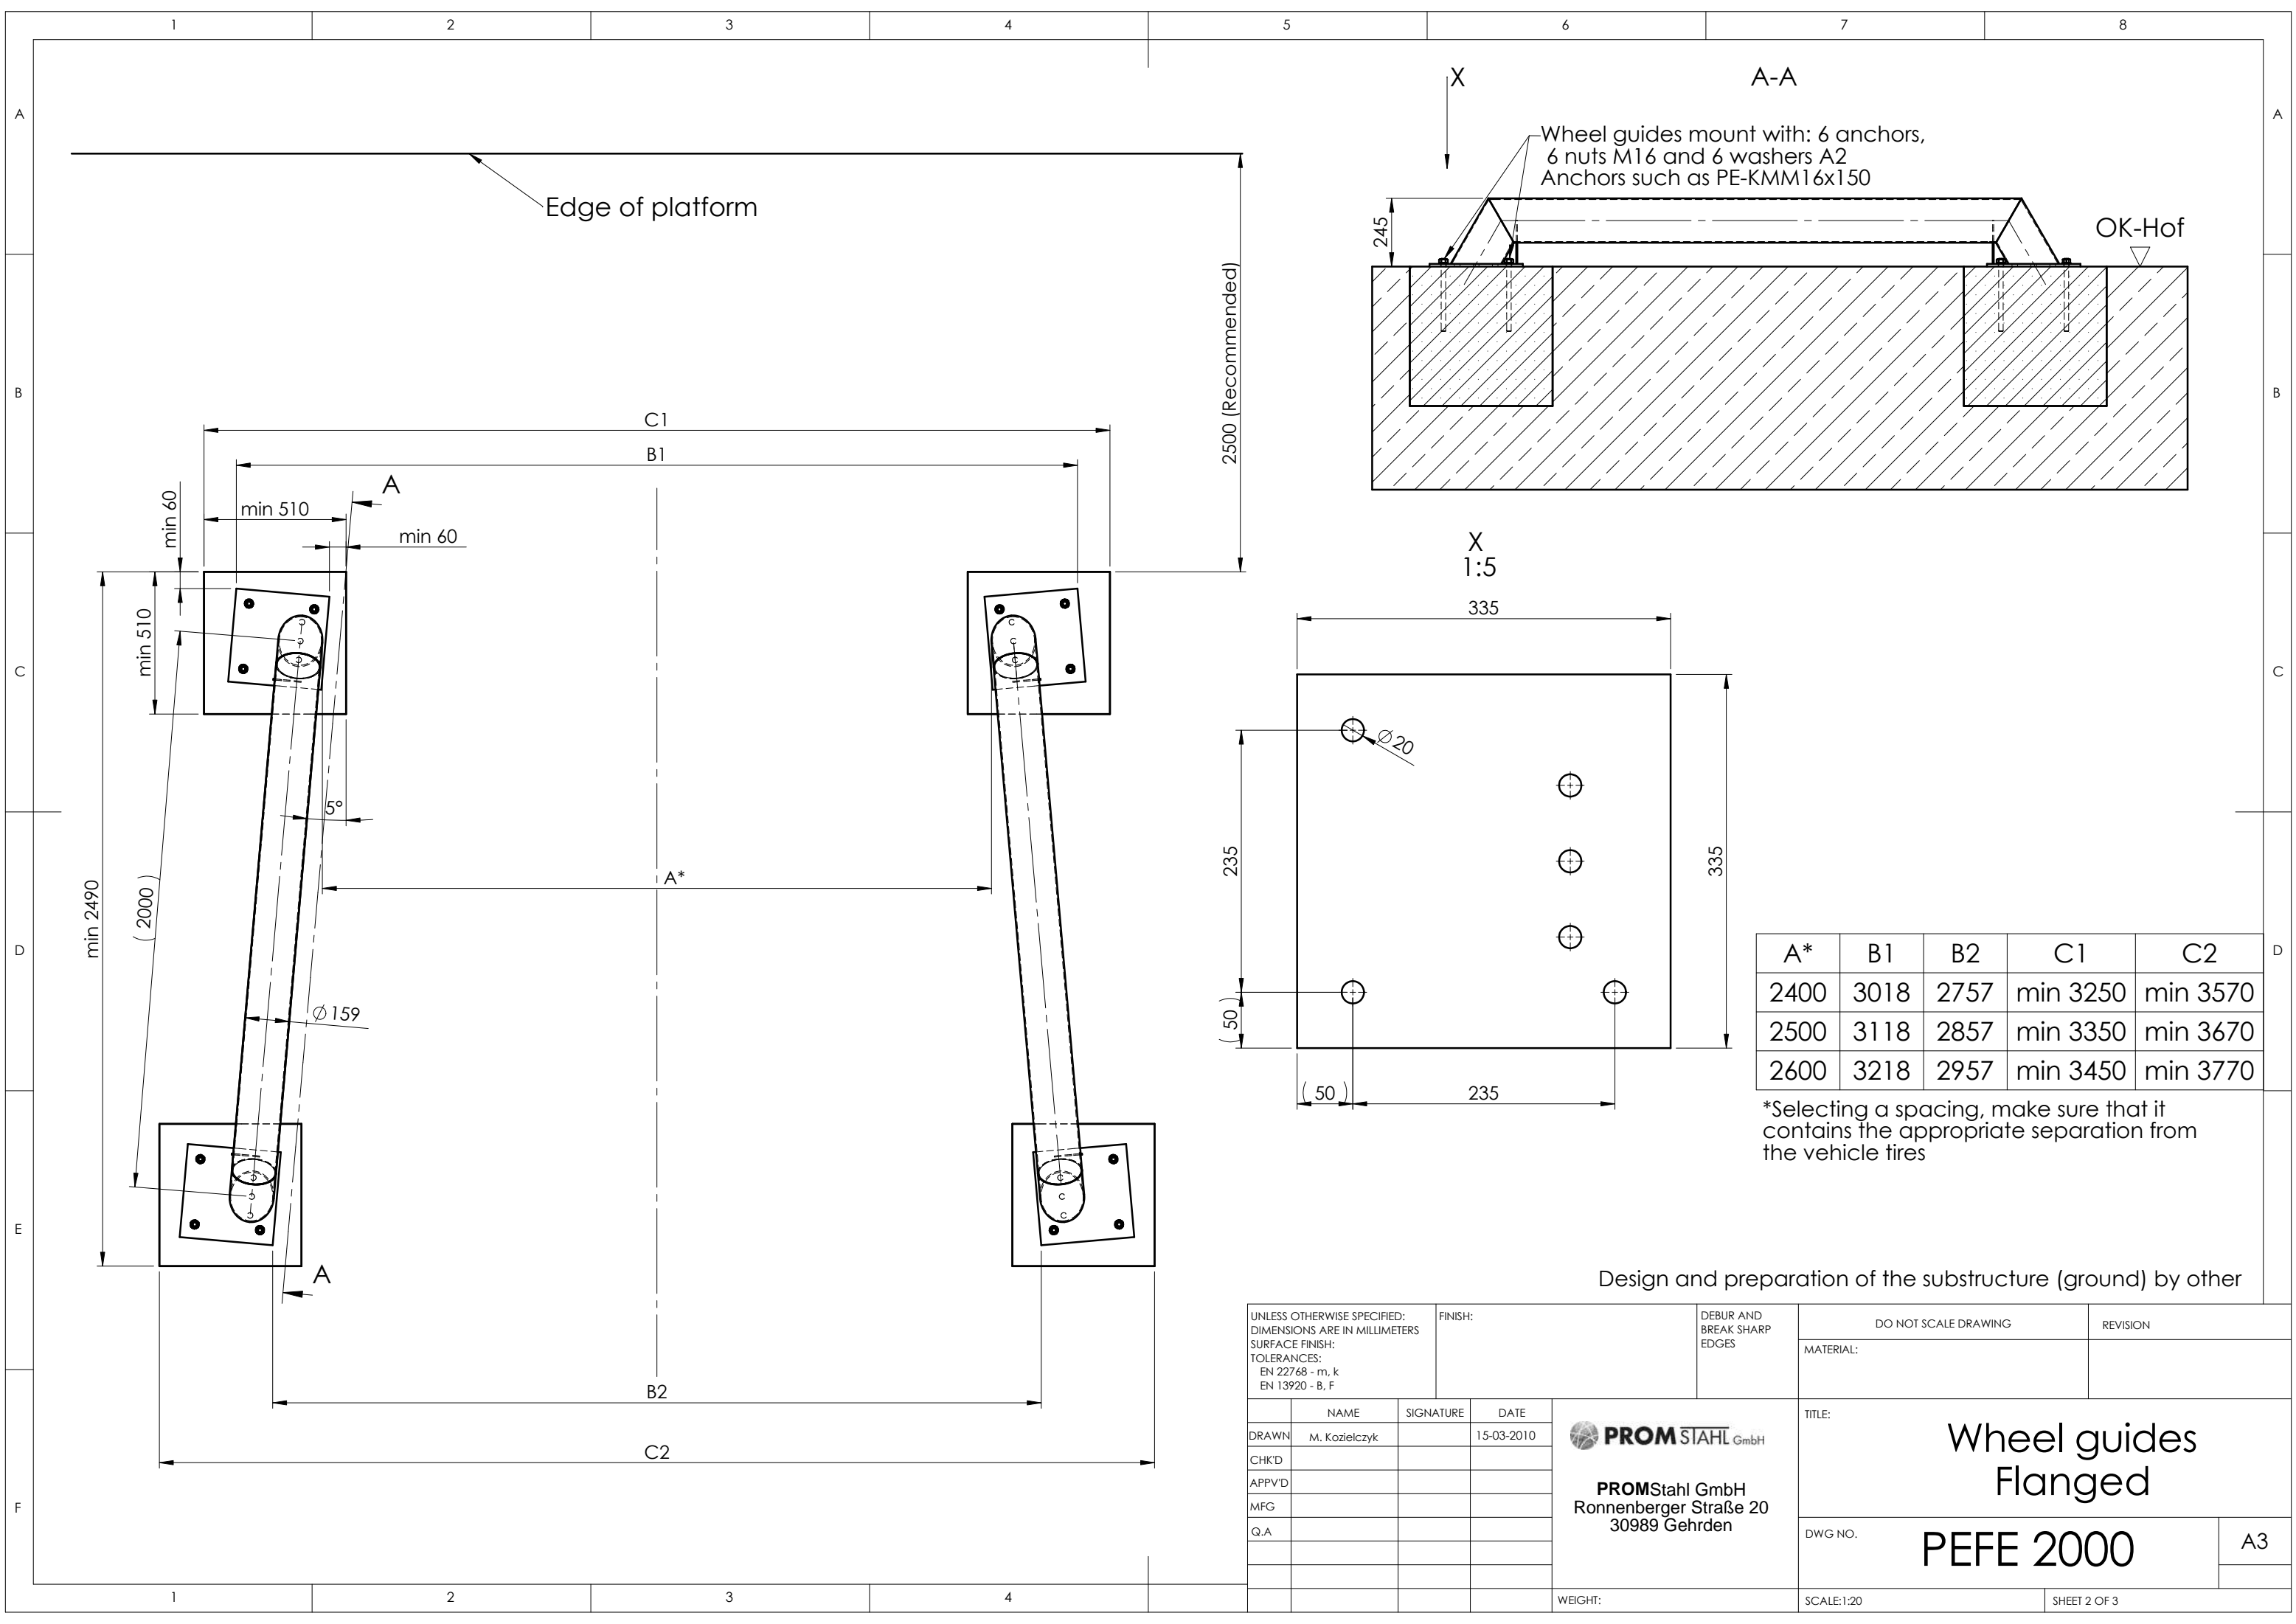 1 2 3 4 5 6 7 8
A
B
C
D
E
F
A
B
C
D
Edge of platform
2500 (Recommended)
C1
B1
A
min 60
min 510
min 60
min 510
min 2490
( 2000 )
5°
A*
∅159
A
B2
C2
X
A-A
Wheel guides mount with: 6 anchors,
6 nuts M16 and 6 washers A2
Anchors such as PE-KMM16x150
245
OK-Hof
X
1:5
335
335
∅20
235
( 50 )
( 50 )
235
A* B1 B2 C1 C2
2400 3018 2757 min 3250 min 3570
2500 3118 2857 min 3350 min 3670
2600 3218 2957 min 3450 min 3770
*Selecting a spacing, make sure that it
contains the appropriate separation from
the vehicle tires
Design and preparation of the substructure (ground) by other
UNLESS OTHERWISE SPECIFIED:
DIMENSIONS ARE IN MILLIMETERS
SURFACE FINISH:
TOLERANCES:
EN 22768 - m, k
EN 13920 - B, F
FINISH:
DEBUR AND
BREAK SHARP
EDGES
DO NOT SCALE DRAWING
REVISION
MATERIAL:
NAME SIGNATURE DATE
DRAWN M. Kozielczyk 15-03-2010
CHK'D
APPV'D
MFG
Q.A
PROMSTAHL GmbH
PROMStahl GmbH
Ronnenberger Straße 20
30989 Gehrden
TITLE:
Wheel guides
Flanged
DWG NO.
PEFE 2000
A3
WEIGHT:
SCALE:1:20
SHEET 2 OF 3
1 2 3 4